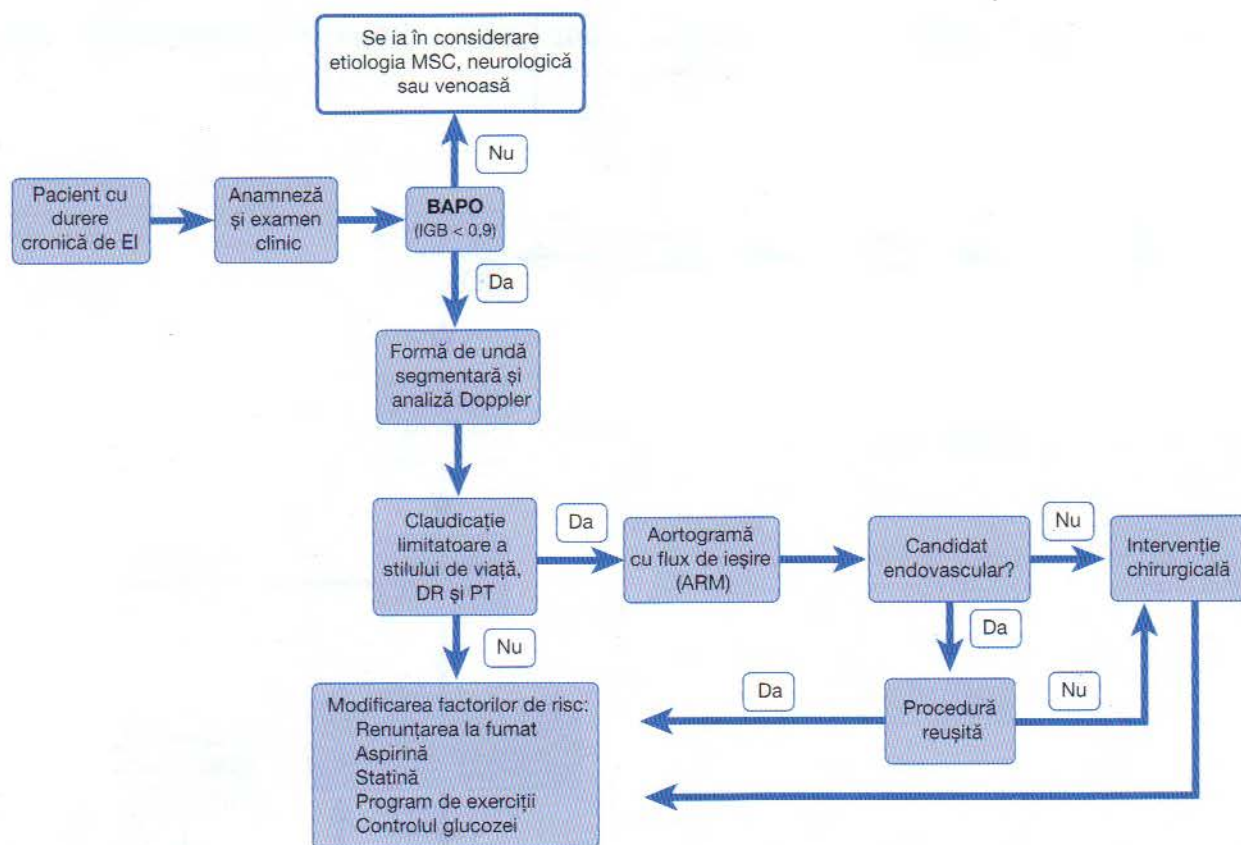 Se ia în considerare
etiologia MSC, neurologică
sau venoasă
Nu
Pacient cu
durere
cronică de EI
Anamneză
și examen
clinic
BAPO
(IGB < 0,9)
Da
Formă de undă
segmentară și
analiză Doppler
Claudicație
limitatoare a
stilului de viață,
DR și PT
Da
Aortogramă
cu flux de ieșire
(ARM)
Candidat
endovascular?
Nu
Intervenție
chirurgicală
Nu
Da
Modificarea factorilor de risc:
Renunțarea la fumat
Aspirină
Statină
Program de exerciții
Controlul glucozei
Da
Procedură
reușită
Nu